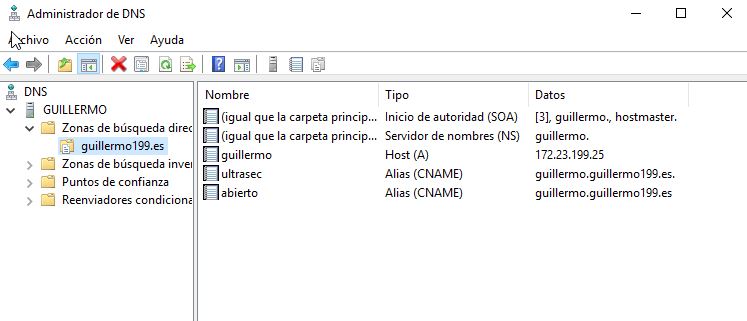 Administrador de DNS
Archivo Acción Ver Ayuda
DNS
GUILLERMO
Zonas de búsqueda direc
guillermo199.es
Zonas de búsqueda inver
Puntos de confianza
Reenviadores condiciona
Nombre Tipo Datos
(igual que la carpeta princip... Inicio de autoridad (SOA) [3], guillermo., hostmaster.
(igual que la carpeta princip... Servidor de nombres (NS) guillermo.
guillermo Host (A) 172.23.199.25
ultrasec Alias (CNAME) guillermo.guillermo199.es.
abierto Alias (CNAME) guillermo.guillermo199.es